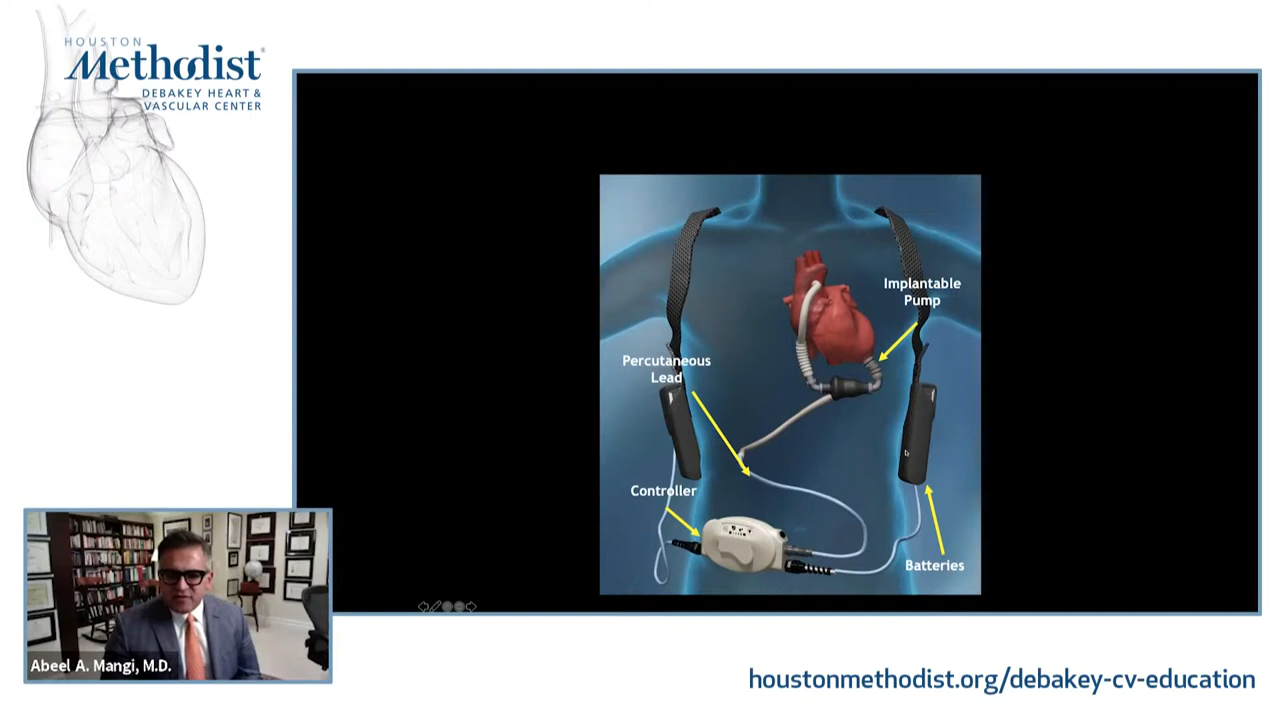 HOUSTON
Methodist®
DEBAKEY HEART &
VASCULAR CENTER
Implantable
Pump
Percutaneous
Lead
Controller
Batteries
Abeel A. Mangi, M.D.
houstonmethodist.org/debakey-cv-education